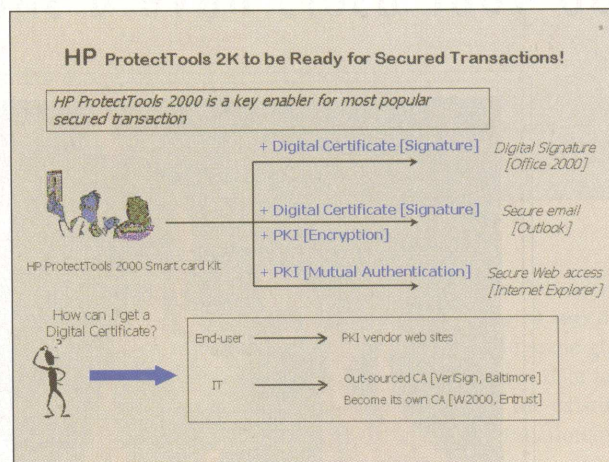 HP ProtectTools 2K to be Ready for Secured Transactions!
HP ProtectTools 2000 is a key enabler for most popular
secured transaction
+ Digital Certificate [Signature]
Digital Signature
[Office 2000]
+ Digital Certificate [Signature]
+ PKI [Encryption]
Secure email
[Outlook]
HP ProtectTools 2000 Smart card Kit
+ PKI [Mutual Authentication]
Secure Web access
[Internet Explorer]
How can I get a
Digital Certificate?
End-user
PKI vendor web sites
IT
Out-sourced CA [VeriSign, Baltimore]
Become its own CA [W2000, Entrust]